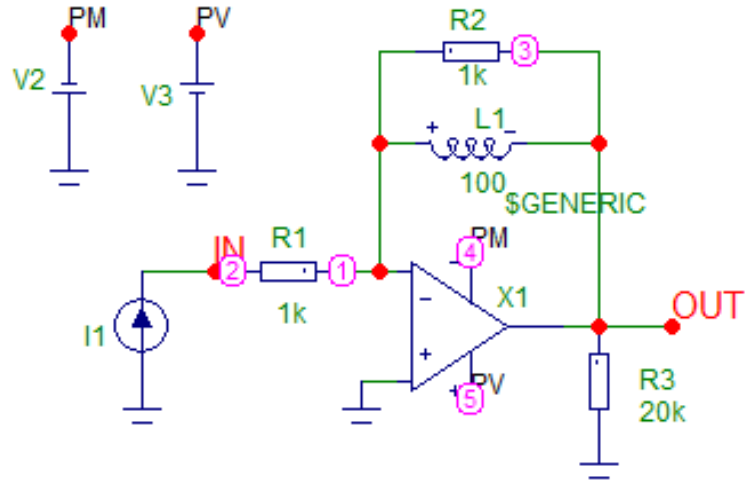 PM
PV
V2
V3
R2
3
1k
+
L1
-
100
$GENERIC
IN
R1
2
1
1k
4
PM
-
-
X1
OUT
I1
+
+
PV
5
R3
20k